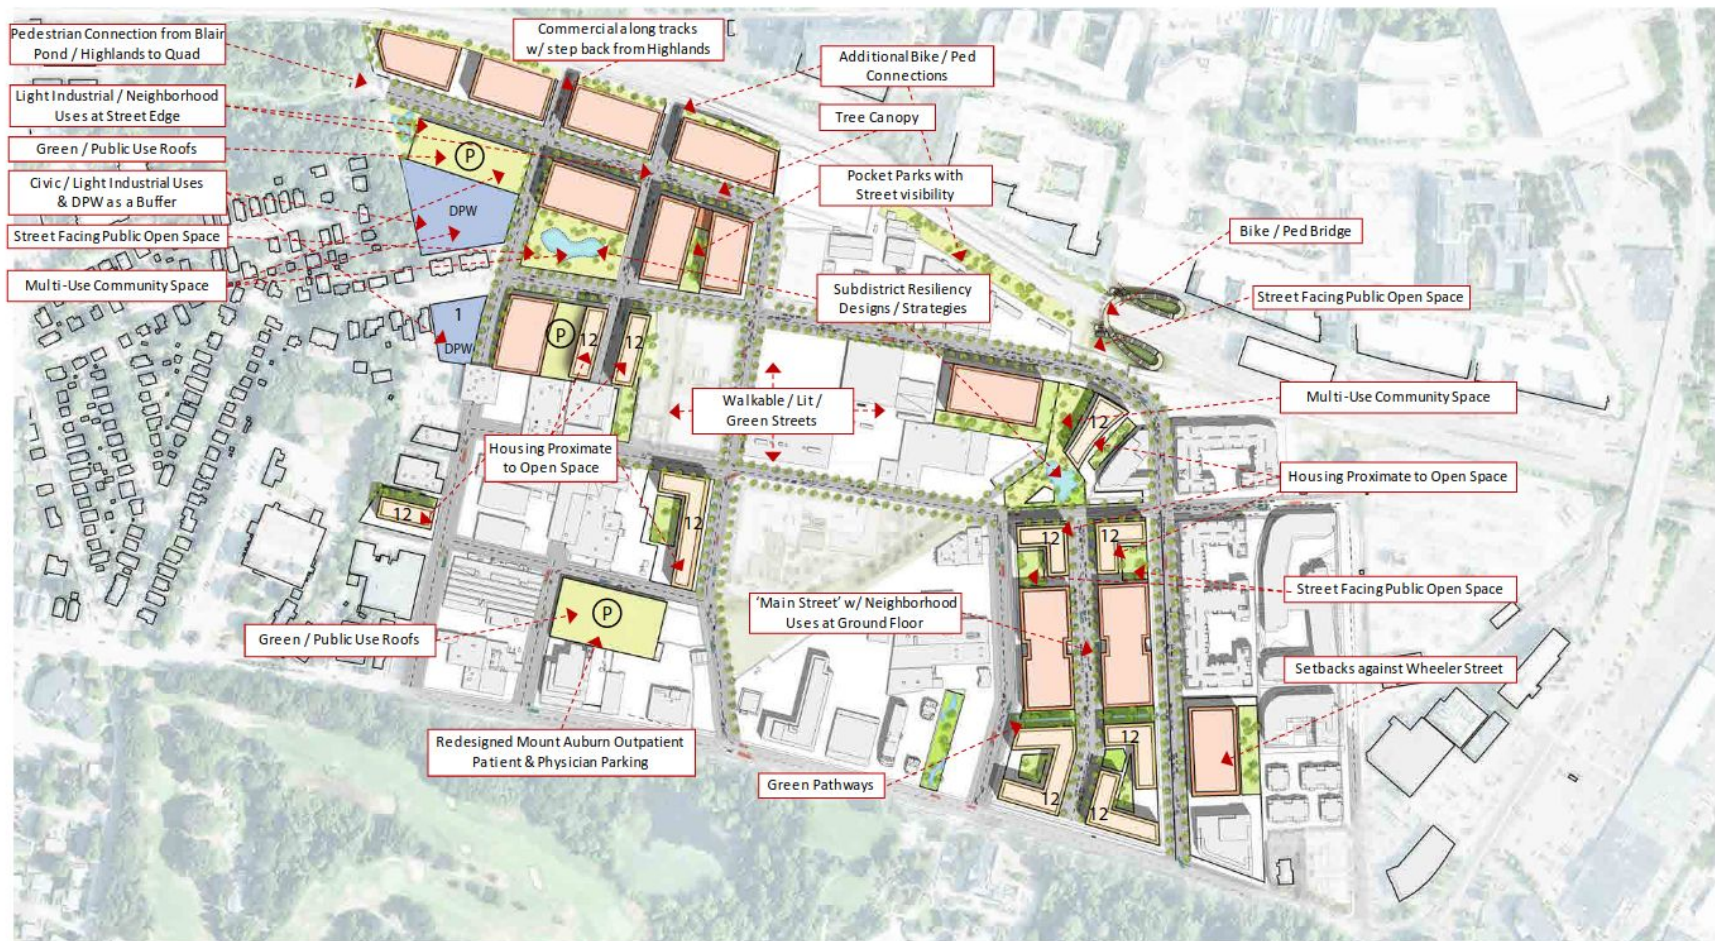 Pedestrian Connection from Blair
Pond / Highlands to Quad
Light Industrial / Neighborhood
Uses at Street Edge
Green / Public Use Roofs
Civic / Light Industrial Uses
& DPW as a Buffer
Street Facing Public Open Space
Multi-Use Community Space
Commercial along tracks
w/ step back from Highlands
Additional Bike / Ped
Connections
Tree Canopy
Pocket Parks with
Street visibility
Subdistrict Resiliency
Designs / Strategies
Bike / Ped Bridge
Street Facing Public Open Space
Multi-Use Community Space
Housing Proximate to Open Space
Street Facing Public Open Space
Setbacks against Wheeler Street
P
DPW
1
DPW
P
12
12
Walkable / Lit /
Green Streets
Housing Proximate
to Open Space
12
12
12
12
12
P
Green / Public Use Roofs
'Main Street' w/ Neighborhood
Uses at Ground Floor
Redesigned Mount Auburn Outpatient
Patient & Physician Parking
Green Pathways
12
12
12